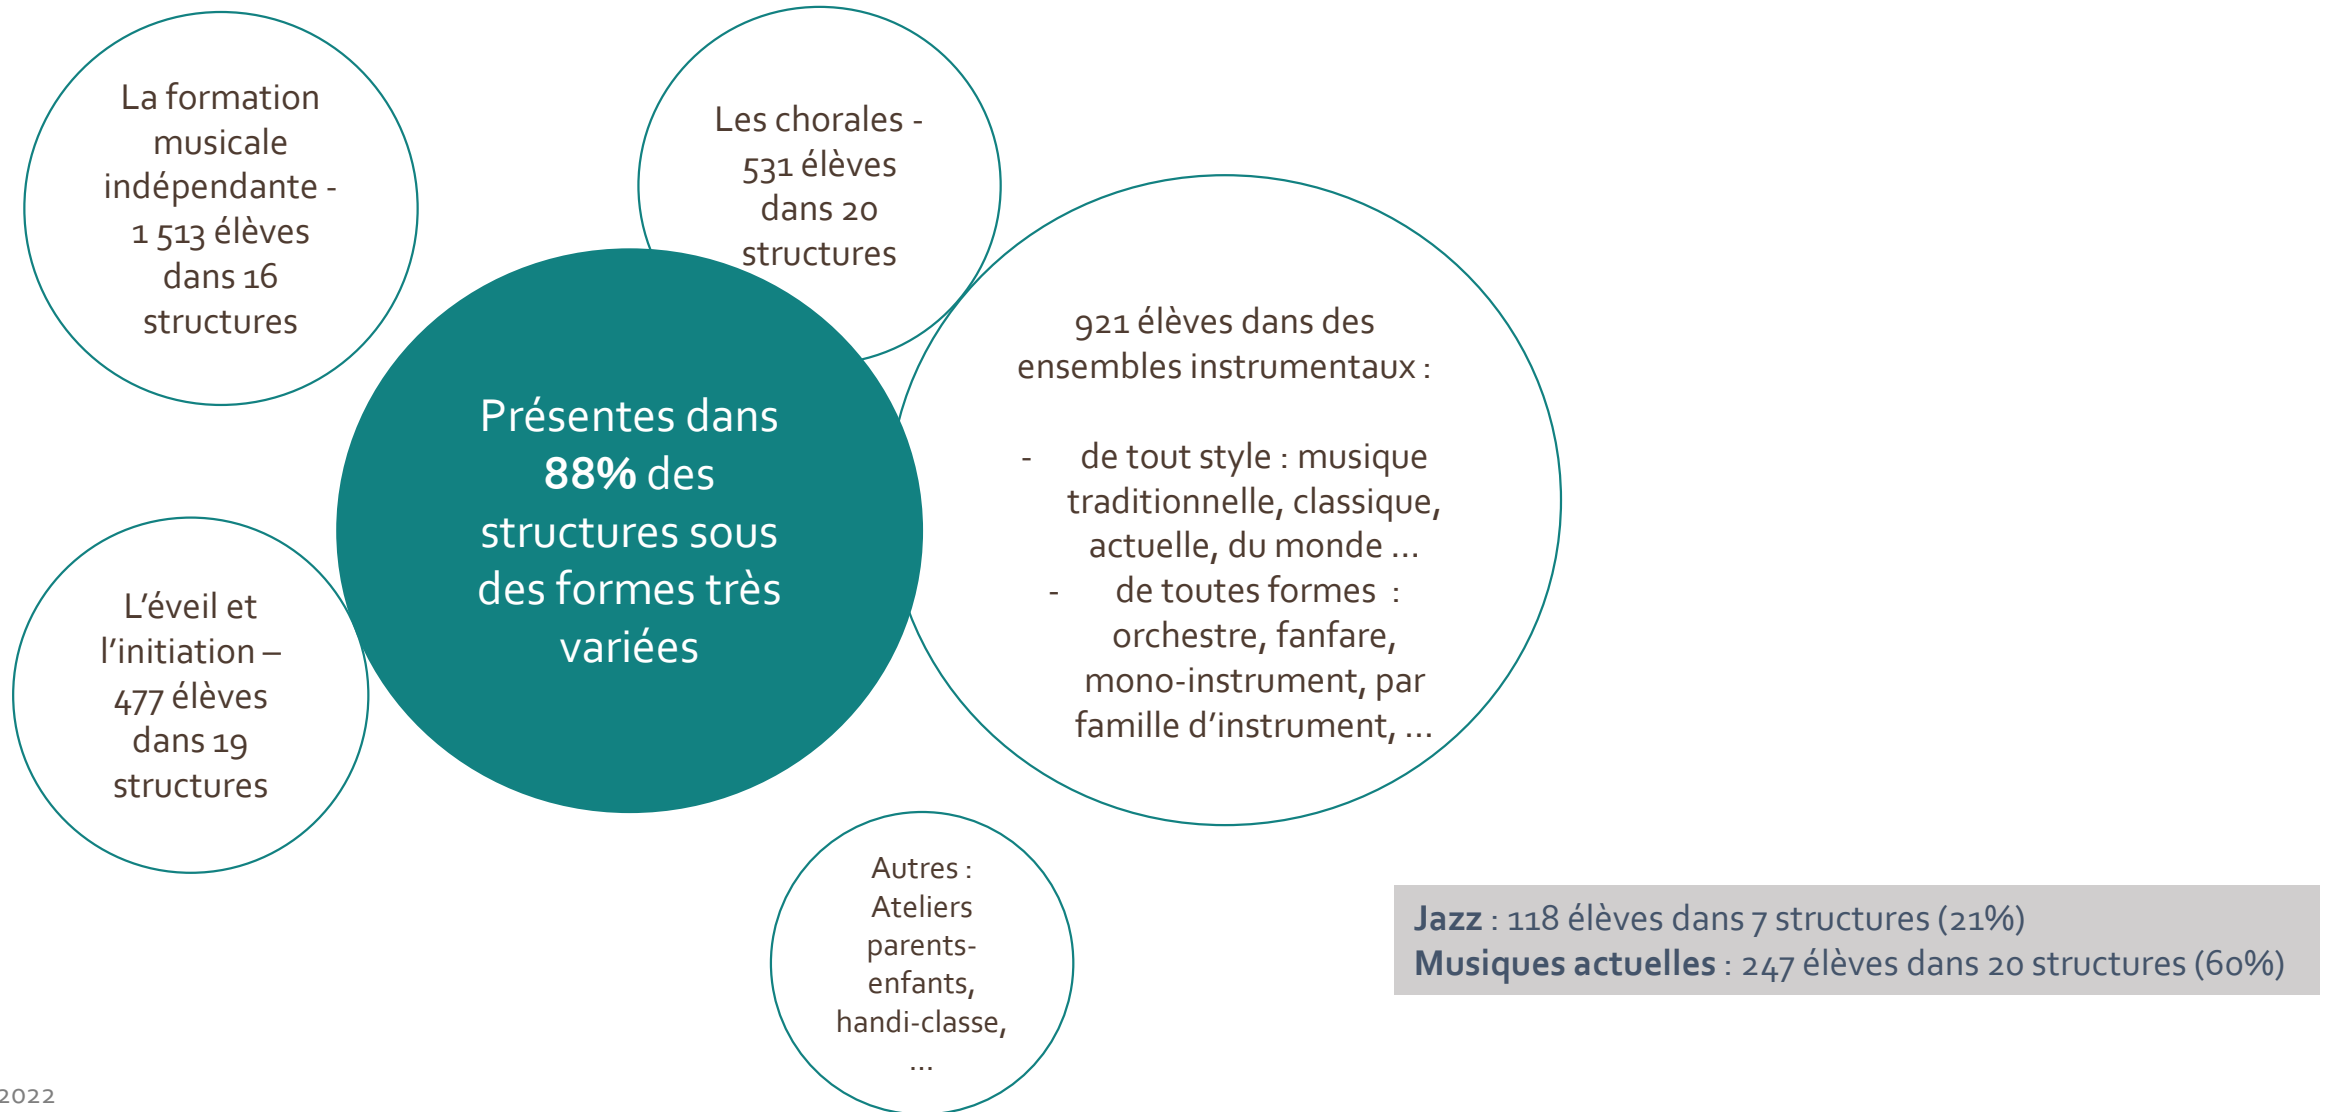 La formation
musicale
indépendante -
1 513 élèves
dans 16
structures
Les chorales -
531 élèves
dans 20
structures
921 élèves dans des
ensembles instrumentaux :
- de tout style : musique
traditionnelle, classique,
actuelle, du monde ...
- de toutes formes :
orchestre, fanfare,
mono-instrument, par
famille d’instrument, ...
Présentes dans
88% des
structures sous
des formes très
variées
L’éveil et
l’initiation –
477 élèves
dans 19
structures
Autres :
Ateliers
parents-
enfants,
handi-classe,
...
Jazz : 118 élèves dans 7 structures (21%)
Musiques actuelles : 247 élèves dans 20 structures (60%)
2022